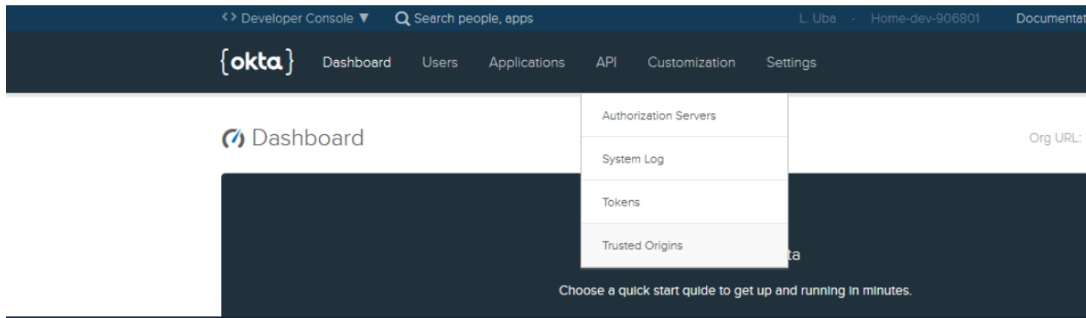 <> Developer Console ▼ Search people, apps L. Uba · Home-dev-906801 Documentat
{okta} Dashboard Users Applications API Customization Settings
Authorization Servers
Dashboard Org URL:
System Log
Tokens
Trusted Origins
ta
Choose a quick start guide to get up and running in minutes.